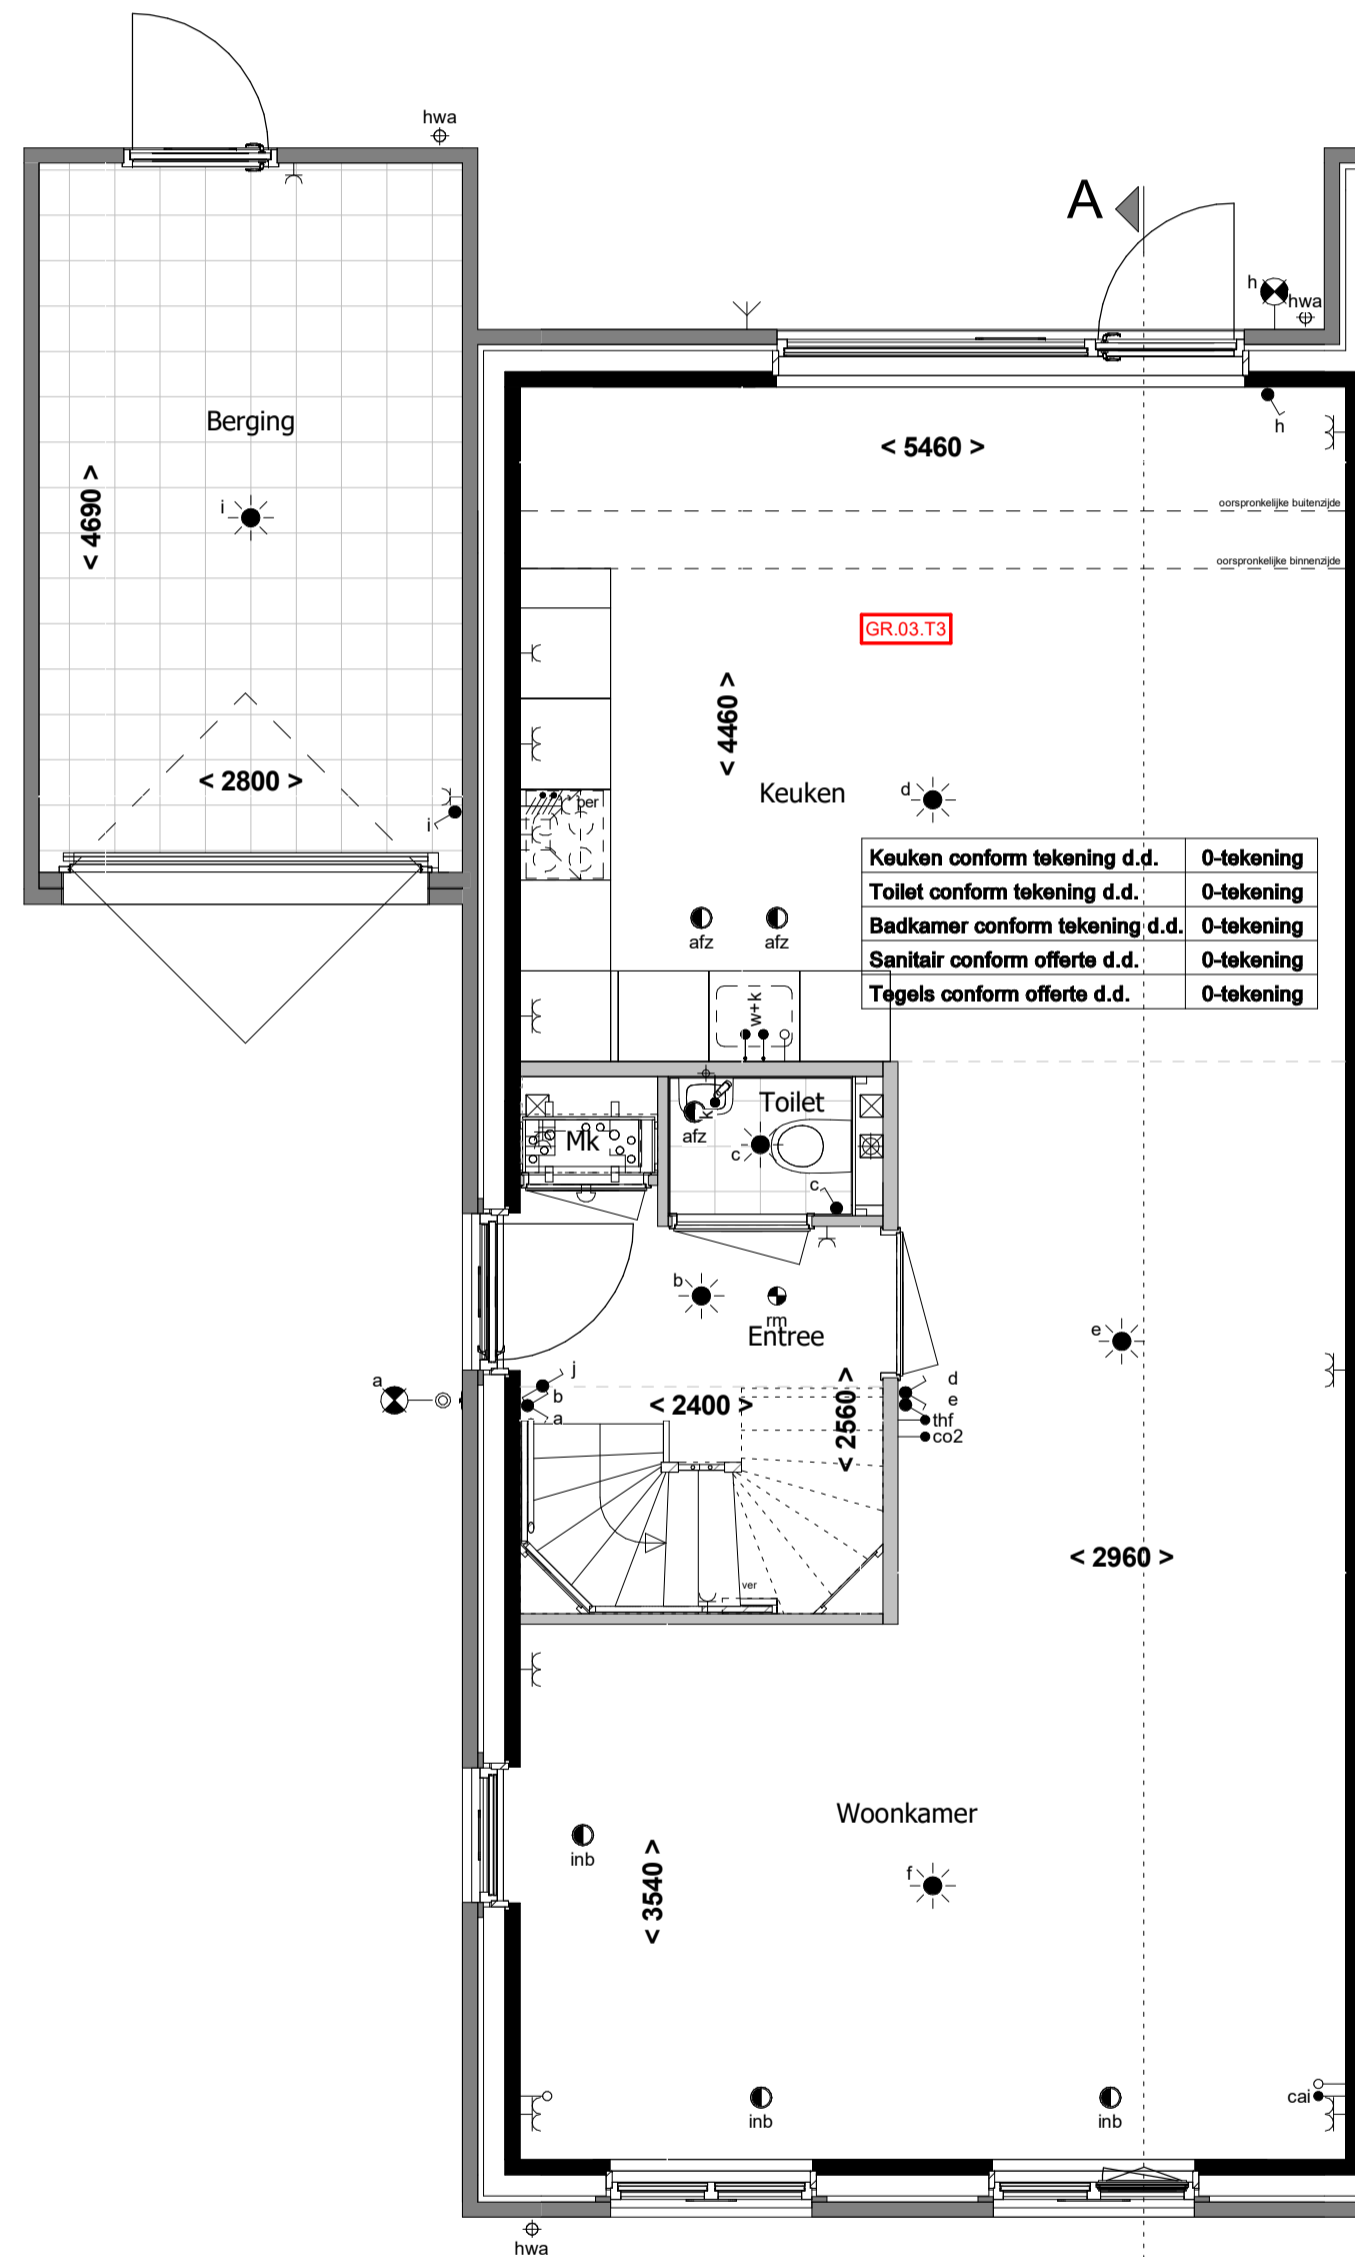 hwa
A
h
hwa
h
Berging
< 5460 >
< 4690 >
i
oorspronkelijke buitenzijde
oorspronkelijke binnenzijde
GR.03.T3
< 4460 >
< 2800 >
i
Keuken
d
per
Keuken conform tekening d.d. 0-tekening
Toilet conform tekening d.d. 0-tekening
Badkamer conform tekening d.d. 0-tekening
Sanitair conform offerte d.d. 0-tekening
Tegels conform offerte d.d. 0-tekening
afz
afz
w+k
Toilet
k
afz
Mk
c
c
b
rm
Entree
e
a
j
b
a
< 2400 >
< 2560 >
d
e
thf
co2
< 2960 >
ver
Woonkamer
inb
f
< 3540 >
inb
inb
cai
hwa